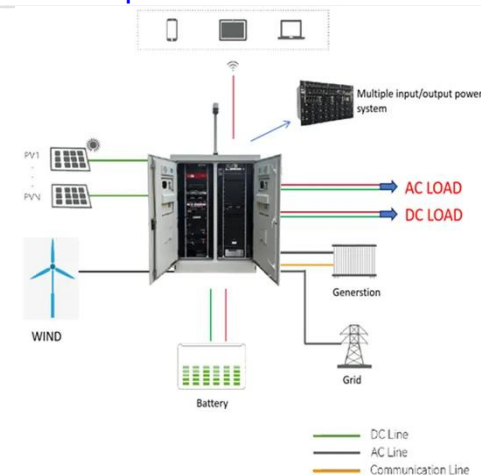 Multiple input/output power
system
PV1
PVN
AC LOAD
DC LOAD
Generstion
WIND
Grid
Battery
DC Line
AC Line
Communication Line